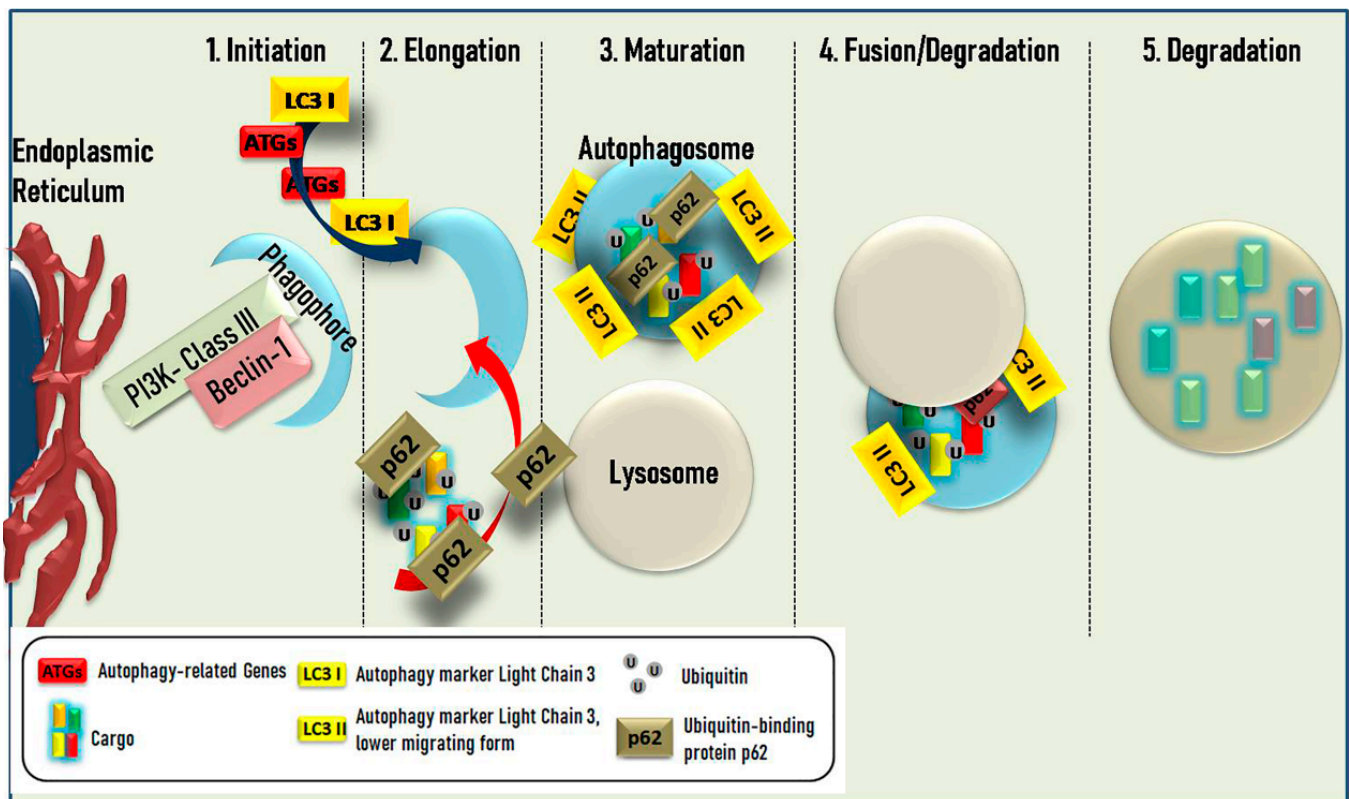 1. Initiation
2. Elongation
3. Maturation
4. Fusion/Degradation
5. Degradation
Endoplasmic
Reticulum
LC3 I
ATGs
ATGs
LC3 I
Phagophore
PI3K- Class III
Beclin-1
p62
U
U
U
U
U
U
p62
p62
Autophagosome
LC3 II
LC3 II
LC3 II
LC3 II
U
U
U
U
p62
p62
Lysosome
C3 II
p62
U
U
U
LC3 II
ATGs
Autophagy-related Genes
Cargo
LC3 I
Autophagy marker Light Chain 3
LC3 II
Autophagy marker Light Chain 3,
lower migrating form
U
U
U
Ubiquitin
p62
Ubiquitin-binding
protein p62